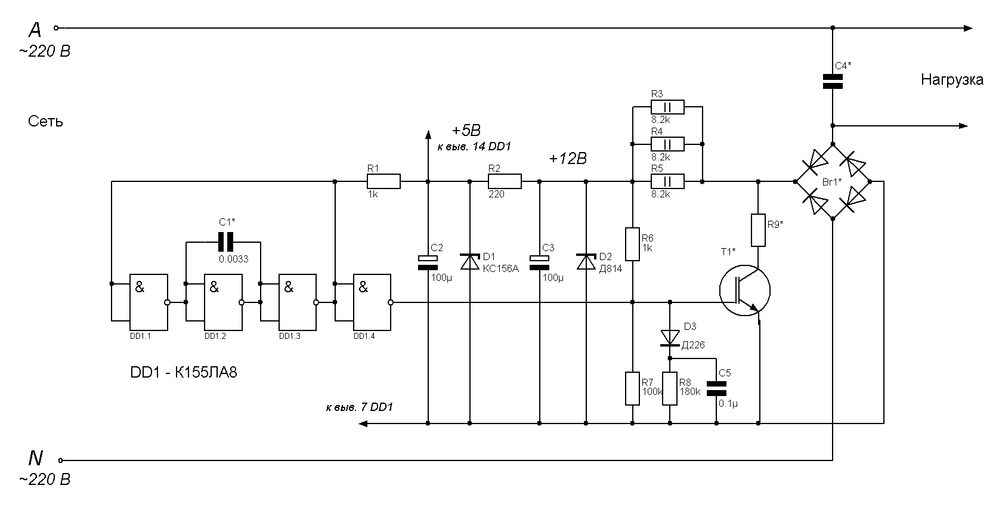 A
~220 В
C4*
Нагрузка
Сеть
R3
8.2k
R4
8.2k
+5В
к выв. 14 DD1
+12В
R5
8.2k
R1
1k
R2
220
Br1*
C1*
0.0033
R9*
R6
1k
T1*
C2
100µ
D1
КС156А
C3
100µ
D2
Д814
&
&
&
&
DD1.1
DD1.2
DD1.3
DD1.4
D3
Д226
DD1 - К155ЛА8
R7
100k
R8
180k
C5
0.1µ
к выв. 7 DD1
N
~220 В